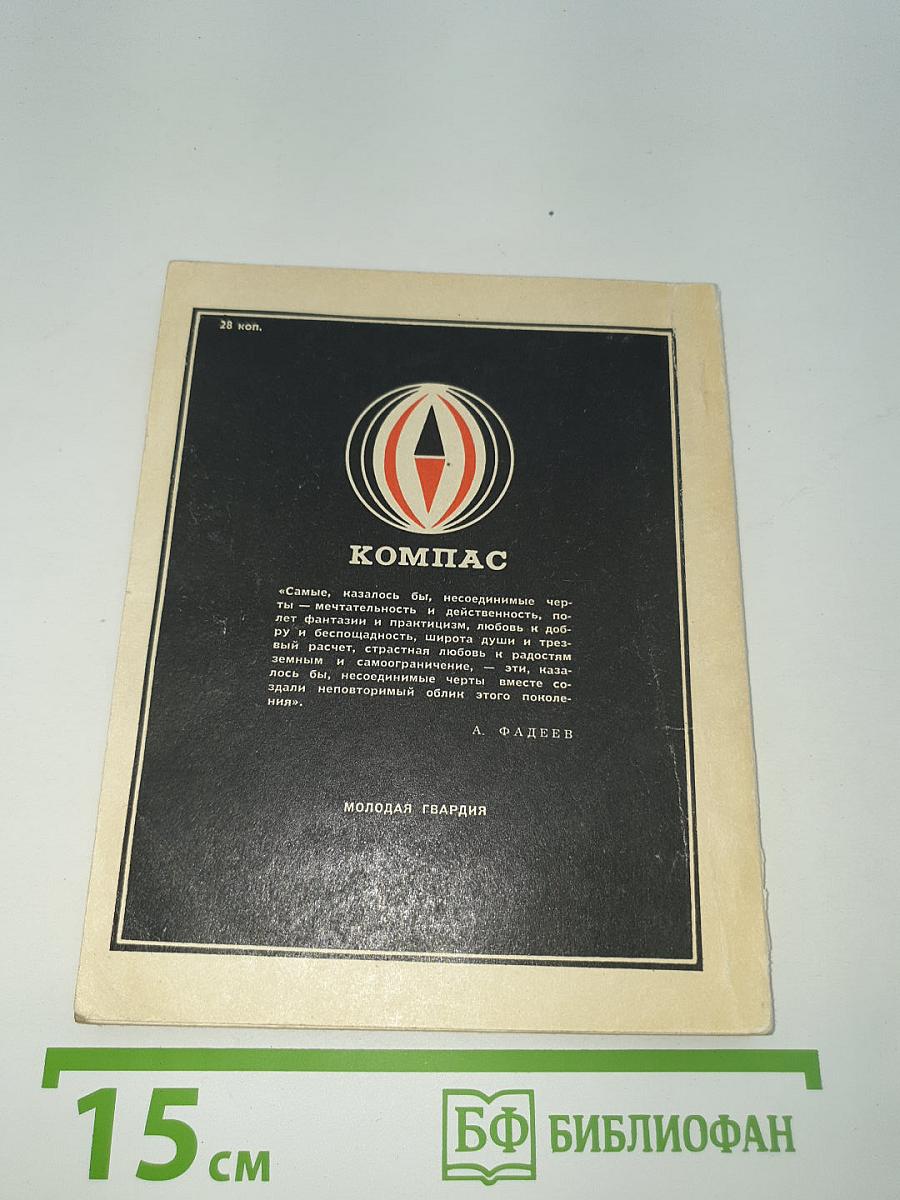 28 коп.
КОМПАС
«Самые, казалось бы, несоединимые чер-
ты — мечтательность и действенность, по-
лет фантазии и практицизм, любовь к доб-
ру и беспощадность, широта души и трез-
вый расчет, страстная любовь к радостям
земным и самоограничение, — эти, каза-
лось бы, несоединимые черты вместе со-
здали неповторимый облик этого поколе-
ния».
А. ФАДЕЕВ
МОЛОДАЯ ГВАРДИЯ
15 см
БФ БИБЛИОФАН